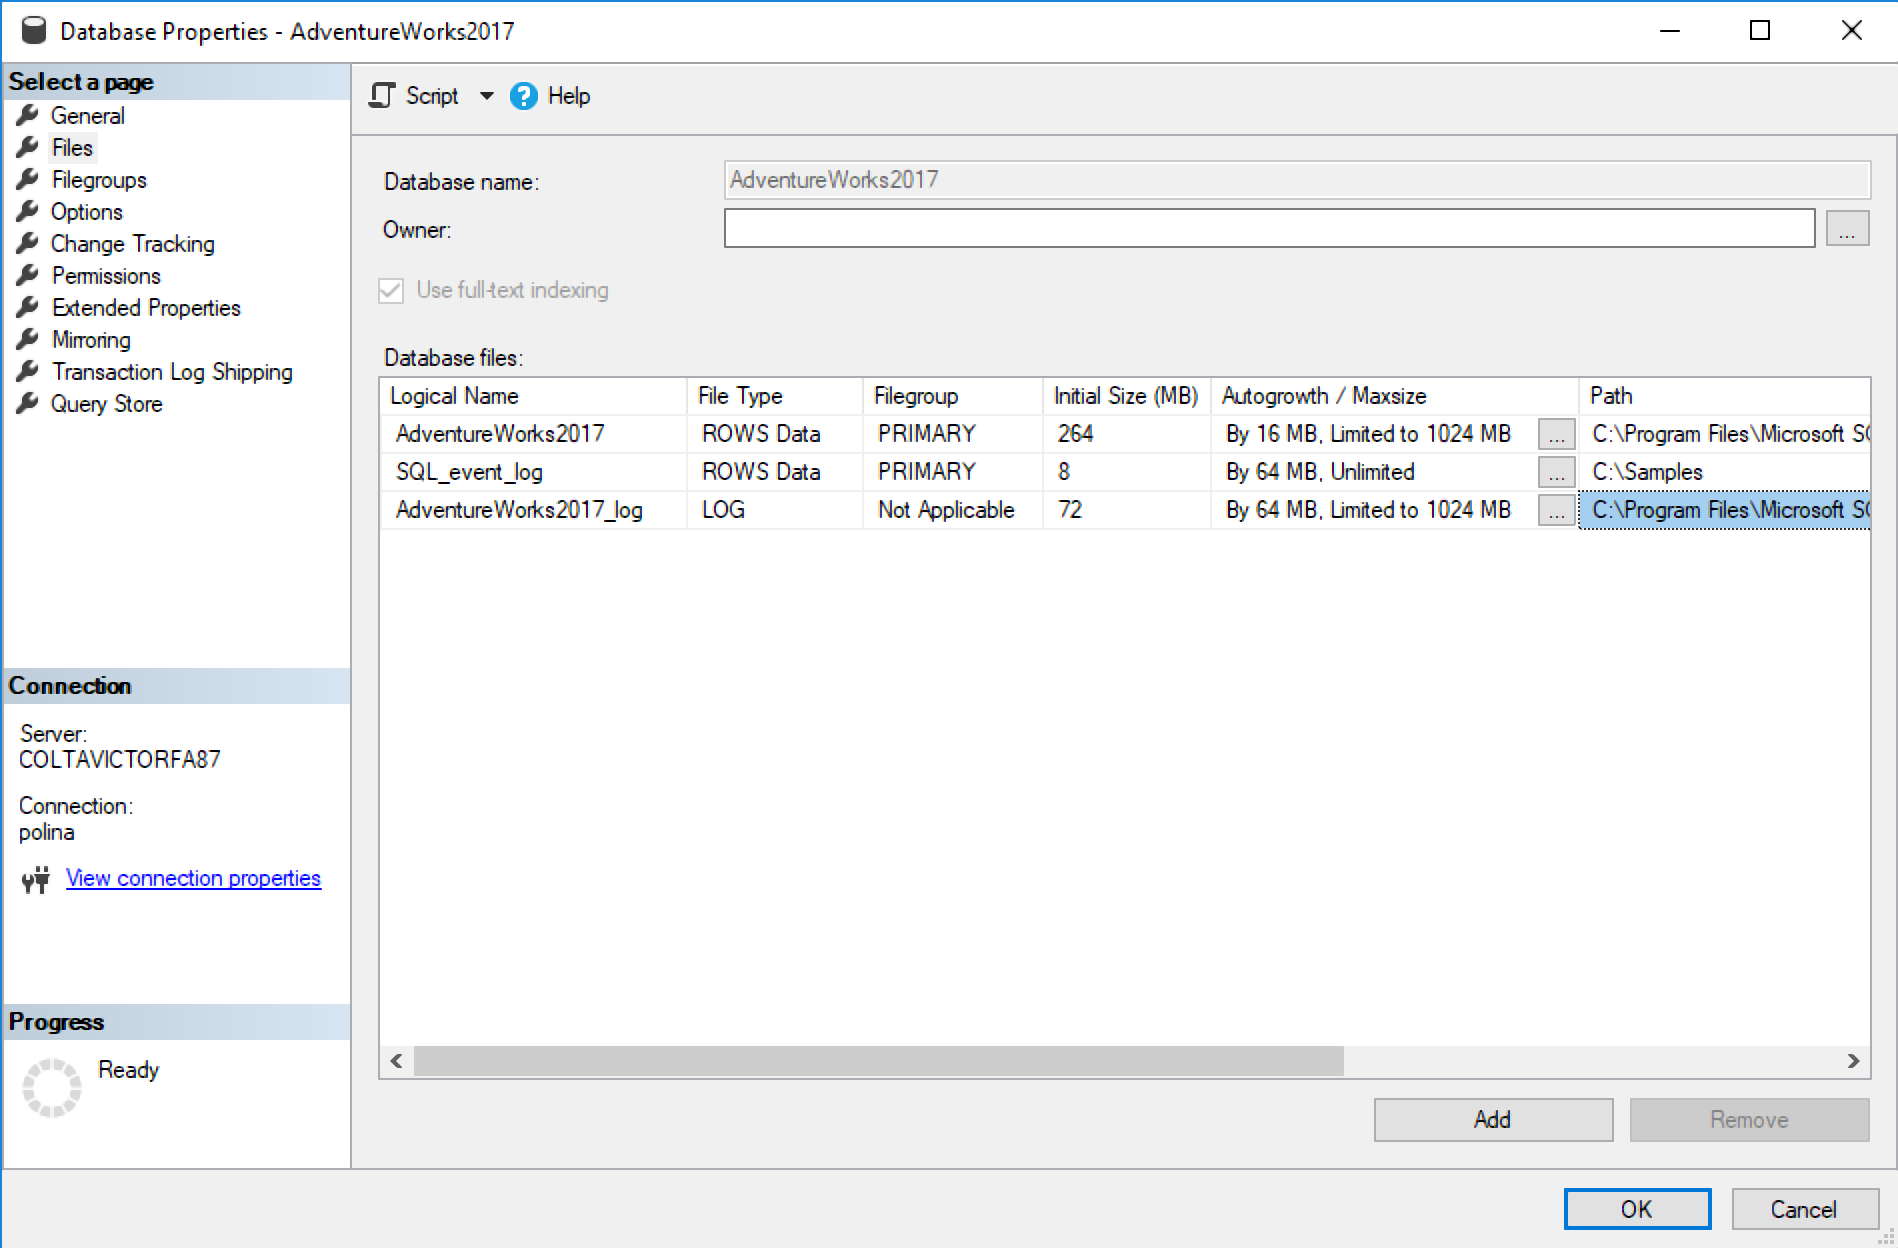 Database Properties - AdventureWorks2017
Select a page
General
Files
Filegroups
Options
Change Tracking
Permissions
Extended Properties
Mirroring
Transaction Log Shipping
Query Store
Connection
Server:
COLTAVICTORFA87
Connection:
polina
View connection properties
Progress
Ready
Script Help
Database name: AdventureWorks2017
Owner: ...
Use full-text indexing
Database files:
Logical Name File Type Filegroup Initial Size (MB) Autogrowth / Maxsize Path
AdventureWorks2017 ROWS Data PRIMARY 264 By 16 MB, Limited to 1024 MB ... C:\Program Files\Microsoft SQ
SQL_event_log ROWS Data PRIMARY 8 By 64 MB, Unlimited ... C:\Samples
AdventureWorks2017_log LOG Not Applicable 72 By 64 MB, Limited to 1024 MB ... C:\Program Files\Microsoft SQ
Add Remove
OK Cancel